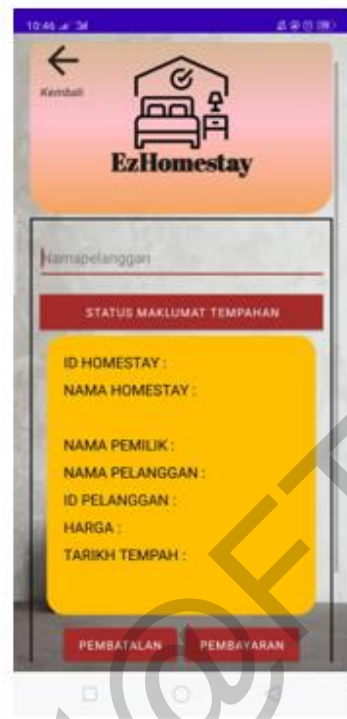 10:46
Kembali
EzHomestay
Namapelanggan
STATUS MAKLUMAT TEMPAHAN
ID HOMESTAY :
NAMA HOMESTAY :
NAMA PEMILIK :
NAMA PELANGGAN :
ID PELANGGAN :
HARGA :
TARIKH TEMPAH :
PEMBATALAN PEMBAYARAN